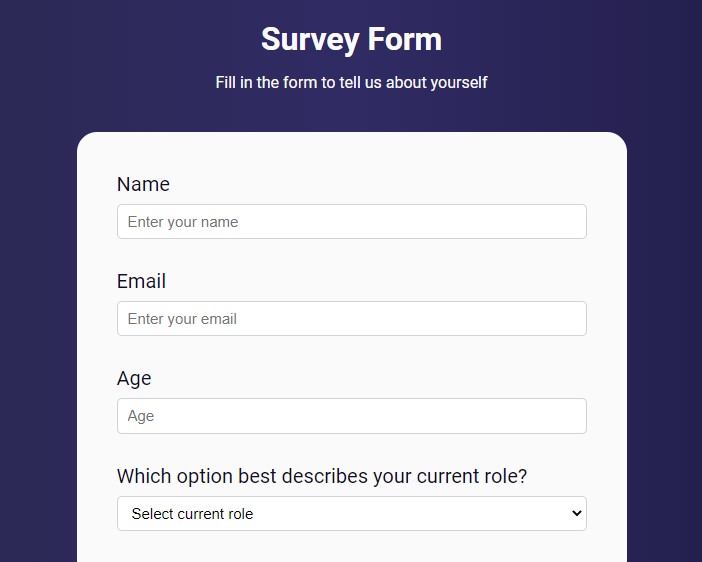 Survey Form
Fill in the form to tell us about yourself
Name
Enter your name
Email
Enter your email
Age
Age
Which option best describes your current role?
Select current role